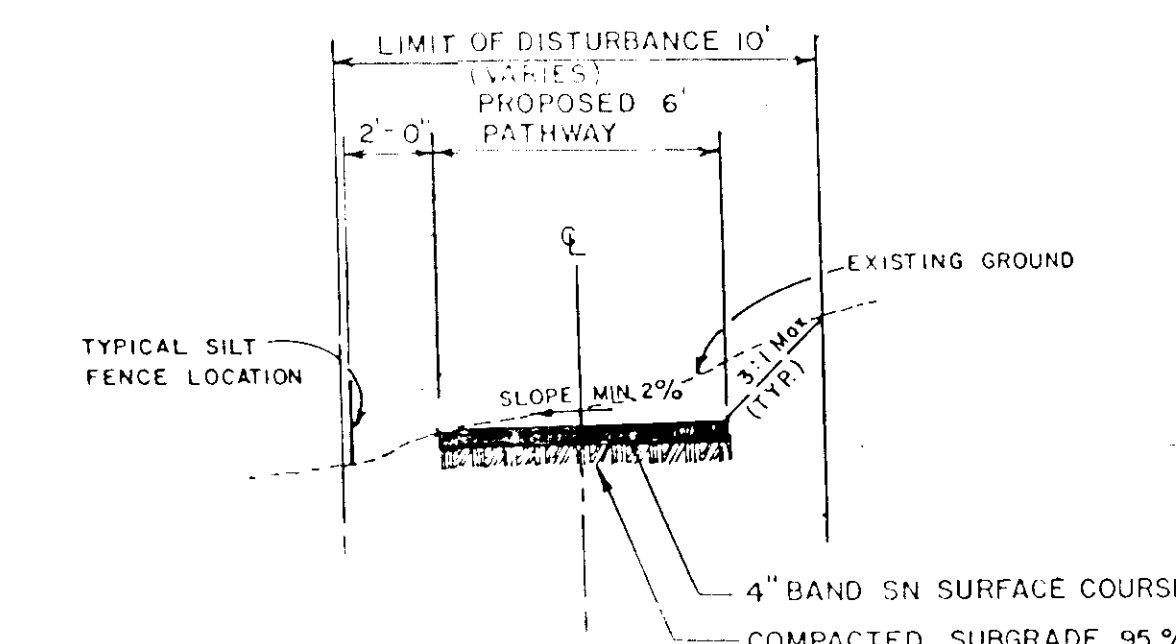 LIMIT OF DISTURBANCE 10'
(VARIES)
PROPOSED 6'
2'-0" PATHWAY
℄
EXISTING GROUND
TYPICAL SILT
FENCE LOCATION
SLOPE MIN. 2%
3:1 Max.
(TYP.)
4" BAND SN SURFACE COURSE
COMPACTED SUBGRADE 95%